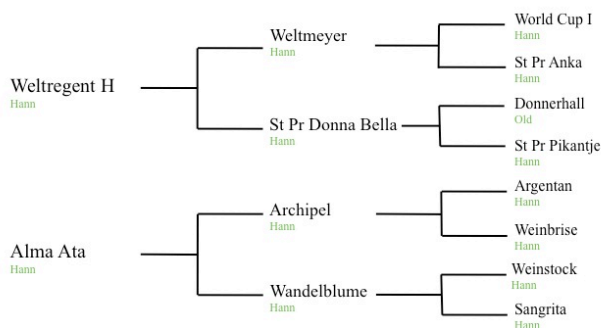 World Cup I
Hann
Weltmeyer
Hann
St Pr Anka
Hann
Weltregent H
Hann
Donnerhall
Old
St Pr Donna Bella
Hann
St Pr Pikantje
Hann
Argentan
Hann
Archipel
Hann
Weinbrise
Hann
Alma Ata
Hann
Weinstock
Hann
Wandelblume
Hann
Sangrita
Hann